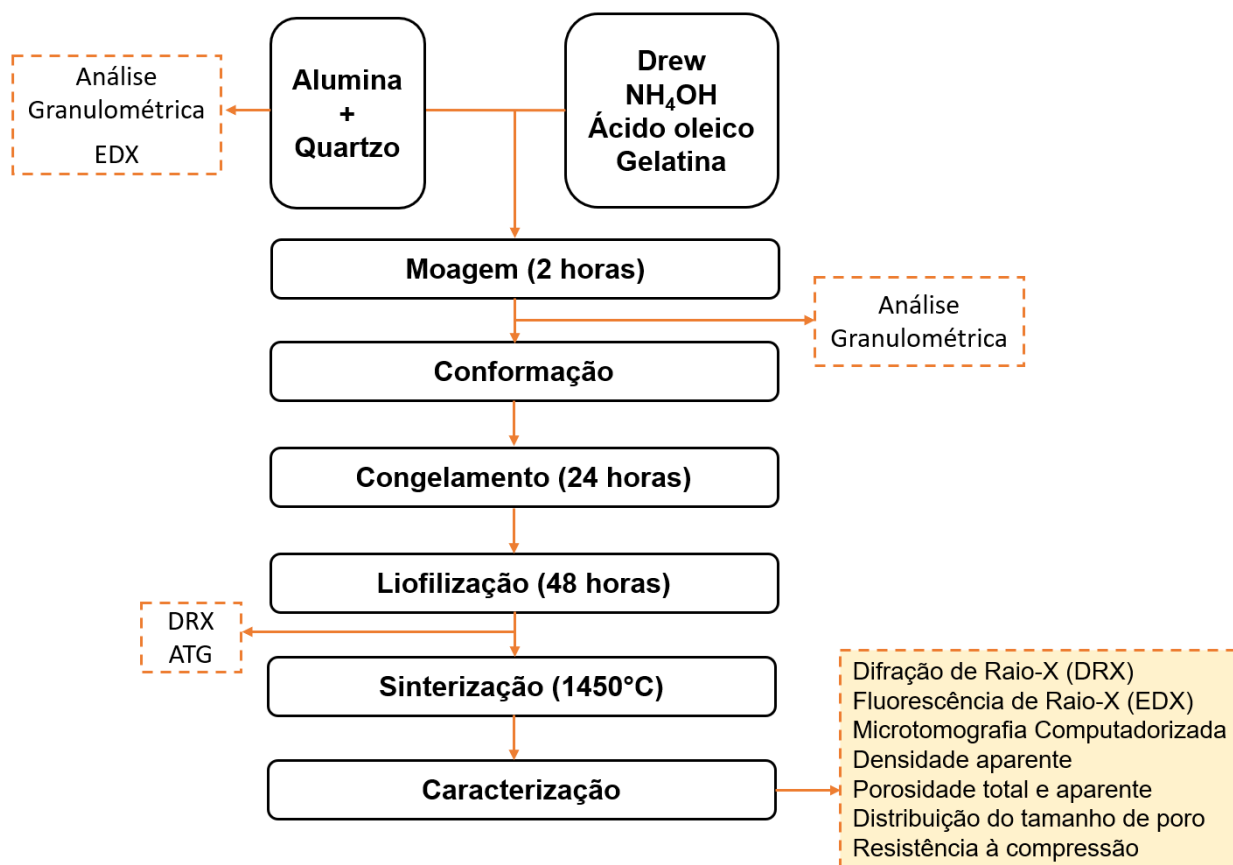 Análise
Granulométrica
EDX
Alumina
+
Quartzo
Drew
NH₄OH
Ácido oleico
Gelatina
Moagem (2 horas)
Análise
Granulométrica
Conformação
Congelamento (24 horas)
Liofilização (48 horas)
DRX
ATG
Sinterização (1450°C)
Caracterização
Difração de Raio-X (DRX)
Fluorescência de Raio-X (EDX)
Microtomografia Computadorizada
Densidade aparente
Porosidade total e aparente
Distribuição do tamanho de poro
Resistência à compressão